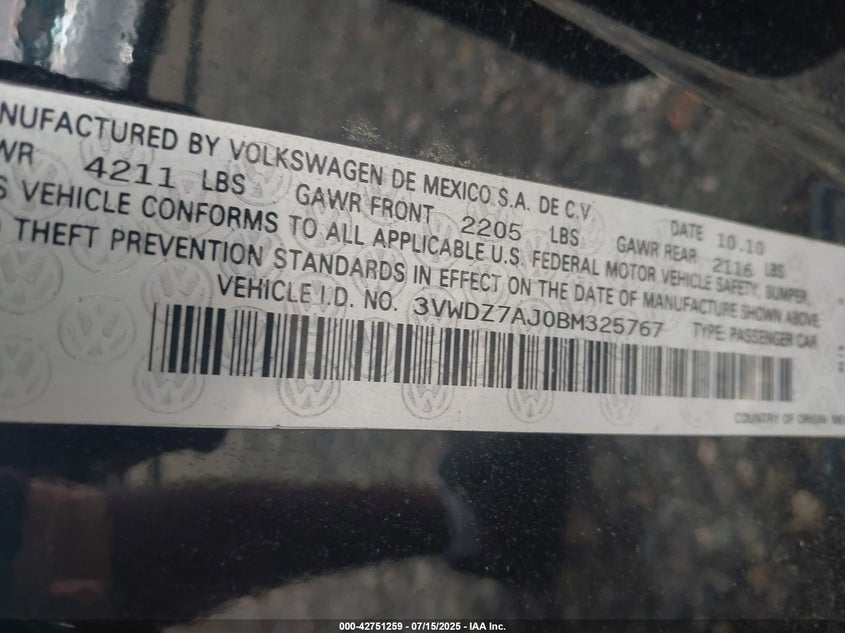 NUFACTURED BY VOLKSWAGEN DE MEXICO S.A. DE C.V. DATE 10.10
WR 4211 LBS GAWR FRONT 2205 LBS GAWR REAR 2116 LBS
S VEHICLE CONFORMS TO ALL APPLICABLE U.S. FEDERAL MOTOR VEHICLE SAFETY, BUMPER,
THEFT PREVENTION STANDARDS IN EFFECT ON THE DATE OF MANUFACTURE SHOWN ABOVE.
VEHICLE I.D. NO. 3VWDZ7AJ0BM325767 TYPE: PASSENGER CAR
COUNTRY OF ORIGIN:
000-42751259 - 07/15/2025 - IAA Inc.